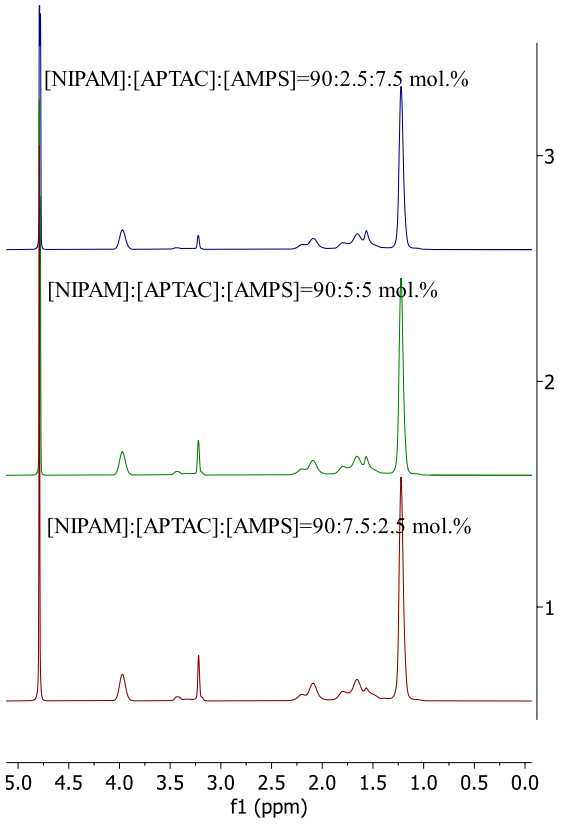 [NIPAM]:[APTAC]:[AMPS]=90:2.5:7.5 mol.%
3
[NIPAM]:[APTAC]:[AMPS]=90:5:5 mol.%
2
[NIPAM]:[APTAC]:[AMPS]=90:7.5:2.5 mol.%
1
5.0 4.5 4.0 3.5 3.0 2.5 2.0 1.5 1.0 0.5 0.0
f1 (ppm)